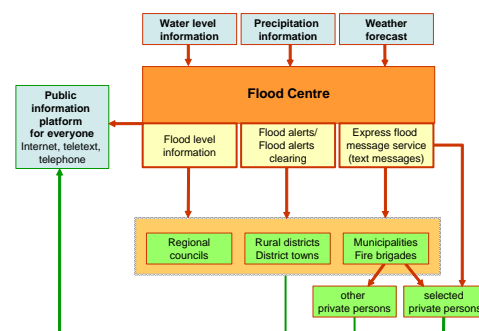 Water level
information
Precipitation
information
Weather
forecast
Flood Centre
Public
information
platform
for everyone
Internet, teletext,
telephone
Flood level
information
Flood alerts/
Flood alerts
clearing
Express flood
message service
(text messages)
Regional
councils
Rural districts
District towns
Municipalities
Fire brigades
other
private persons
selected
private persons